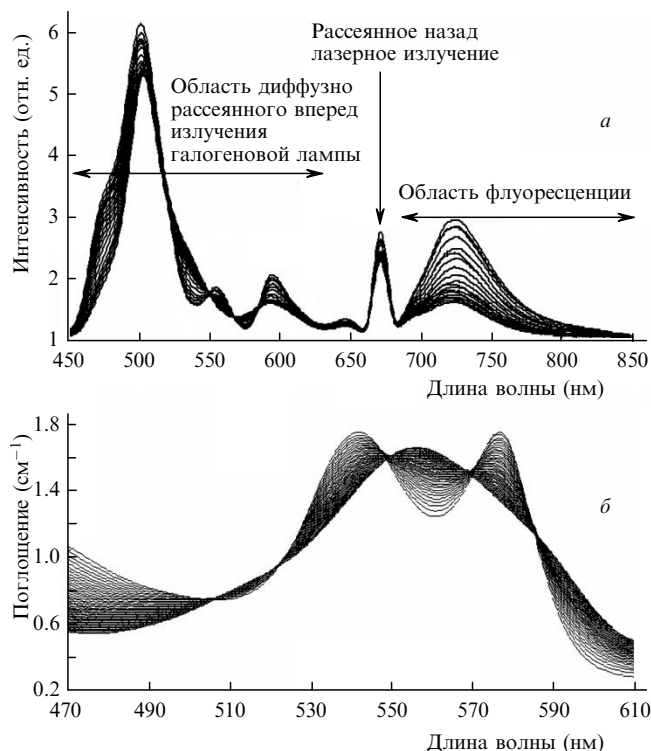 Рассеянное назад
лазерное излучение
Область диффузно
рассеянного вперед
излучения
галогеновой лампы
Область флуоресценции
а
Интенсивность (отн. ед.)
6
5
4
3
2
1
450 500 550 600 650 700 750 800 850
Длина волны (нм)
б
Поглощение (см⁻¹)
1.8
1.4
1.0
0.6
0.2
470 490 510 530 550 570 590 610
Длина волны (нм)